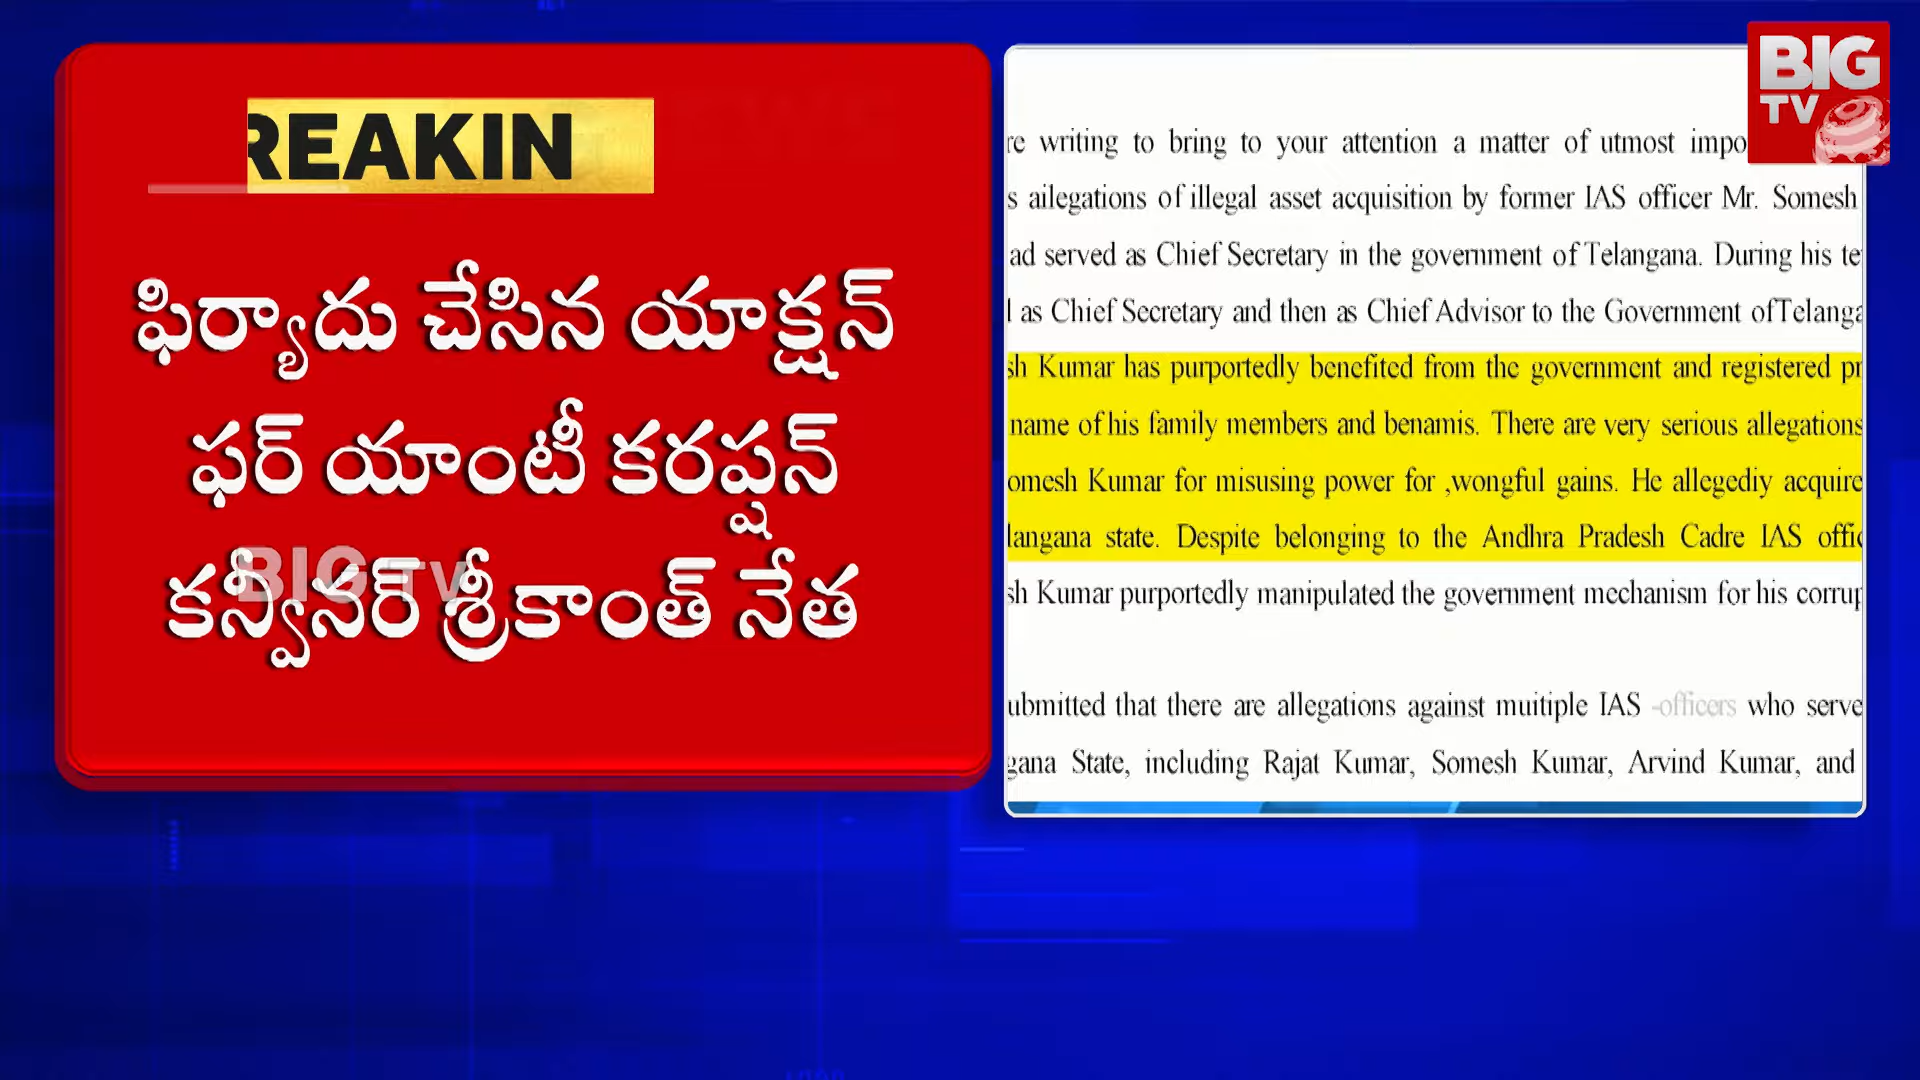 REAKIN
ఫిర్యాదు చేసిన యాక్షన్
ఫర్ యాంటీ కరప్షన్
కన్వీనర్ శ్రీకాంత్ నేత
BIG TV
BIG
TV
re writing to bring to your attention a matter of utmost impo
s ailegations of illegal asset acquisition by former IAS officer Mr. Somesh
ad served as Chief Secretary in the government of Telangana. During his te
l as Chief Secretary and then as Chief Advisor to the Government ofTelanga
sh Kumar has purportedly benefited from the government and registered pr
name of his family members and benamis. There are very serious allegations
omesh Kumar for misusing power for ,wongful gains. He allegediy acquire
langana state. Despite belonging to the Andhra Pradesh Cadre IAS offic
sh Kumar purportedly manipulated the government mechanism for his corrup
ubmitted that there are allegations against muitiple IAS -officers who serve
gana State, including Rajat Kumar, Somesh Kumar, Arvind Kumar, and